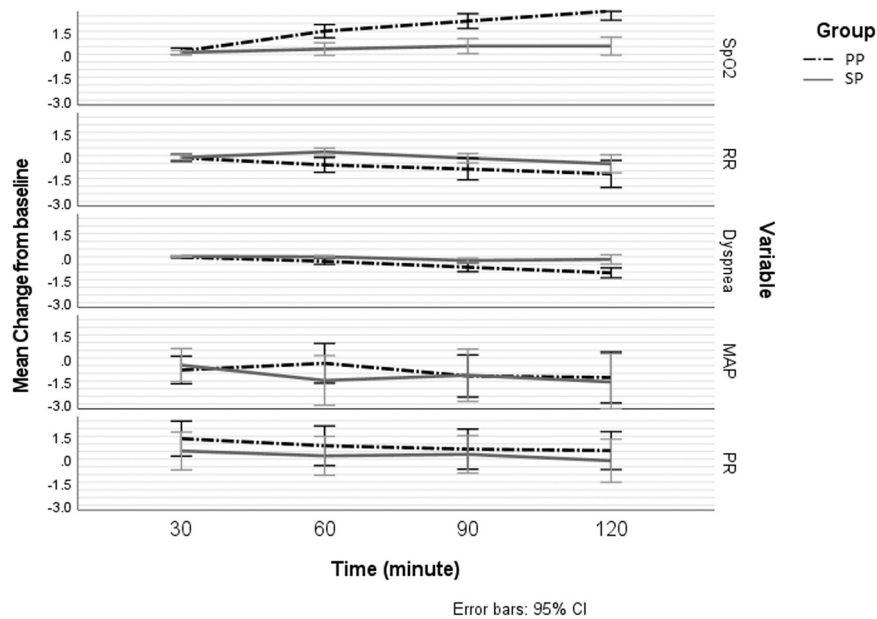 Mean Change from baseline
1.5
.0
-1.5
-3.0
SpO2
1.5
.0
-1.5
-3.0
RR
1.5
.0
-1.5
-3.0
Dyspnea
1.5
.0
-1.5
-3.0
MAP
1.5
.0
-1.5
-3.0
PR
Variable
Group
PP
SP
30 60 90 120
Time (minute)
Error bars: 95% CI